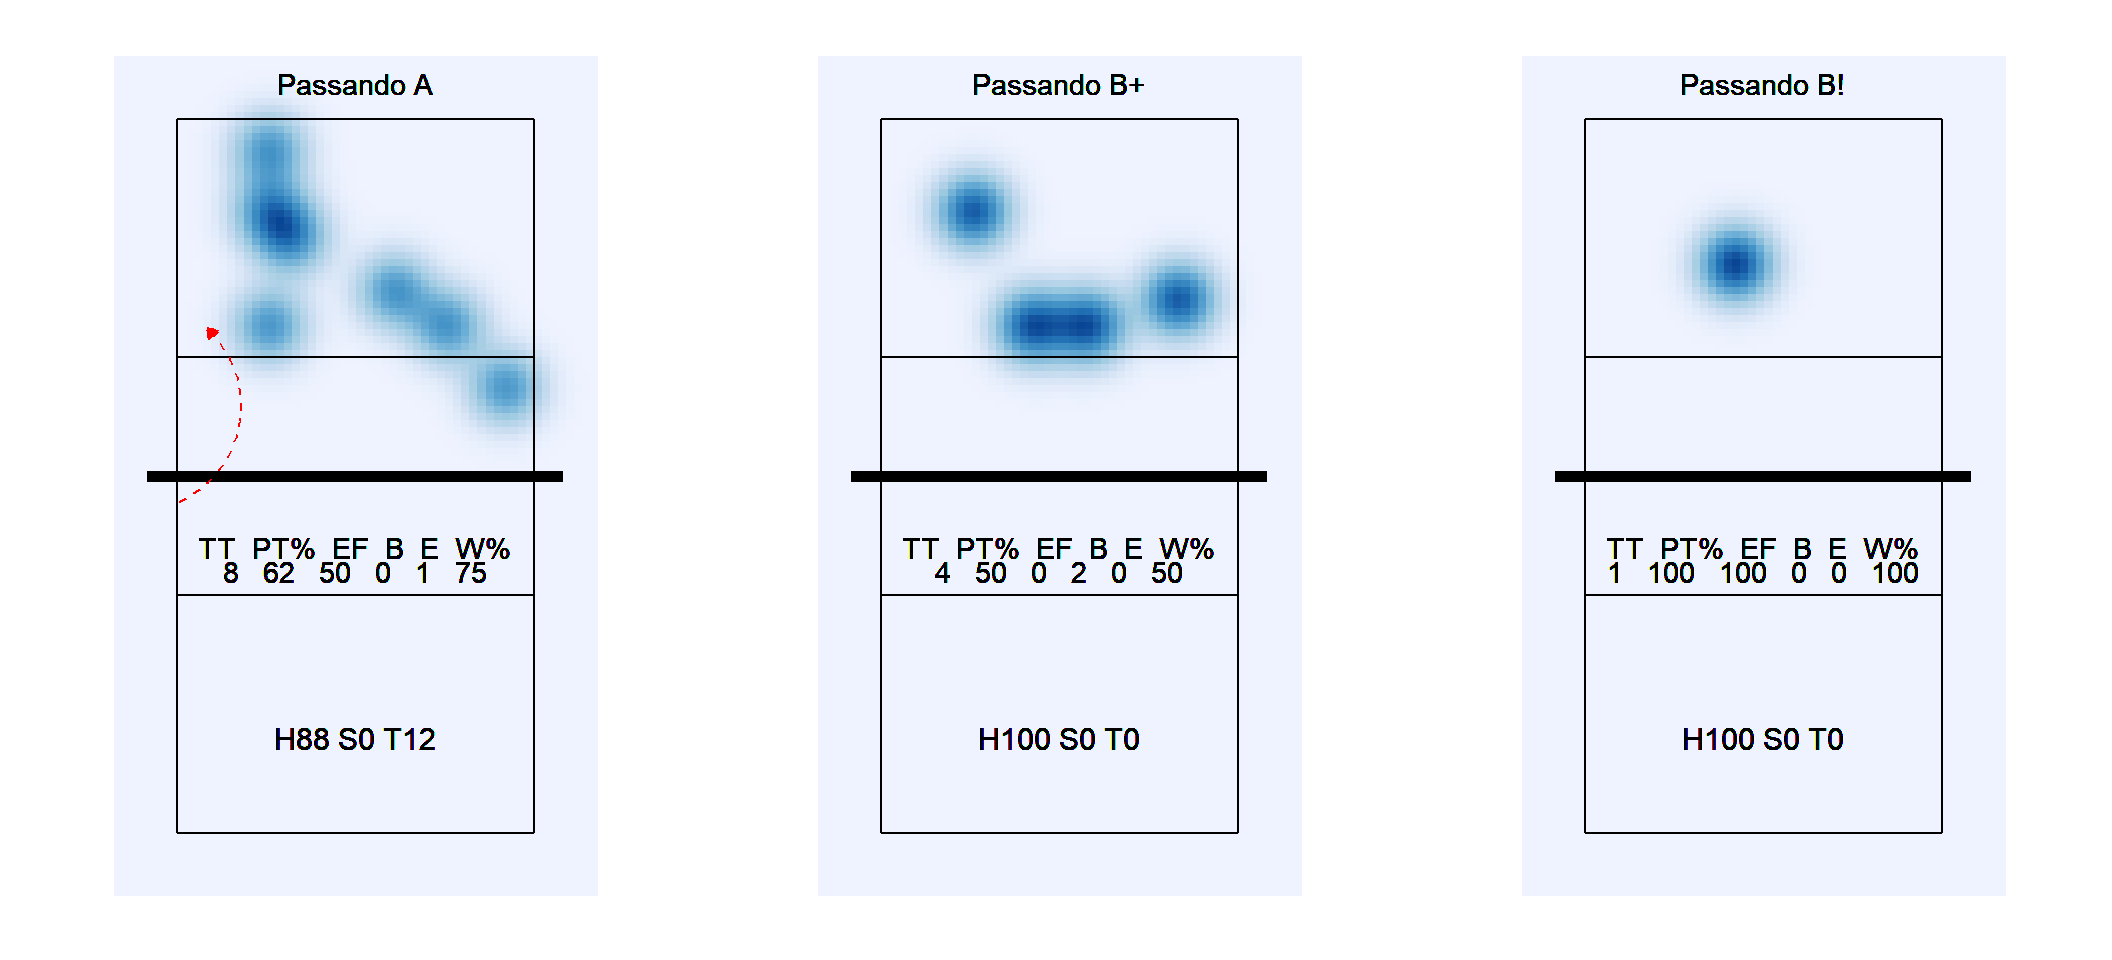 Passando A
TT PT% EF B E W%
8 62 50 0 1 75
H88 S0 T12
Passando B+
TT PT% EF B E W%
4 50 0 2 0 50
H100 S0 T0
Passando B!
TT PT% EF B E W%
1 100 100 0 0 100
H100 S0 T0